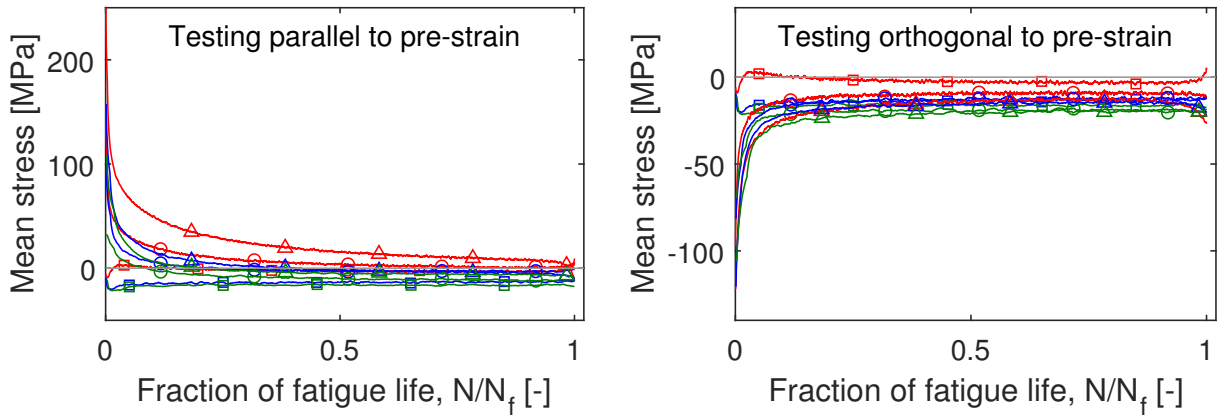 Testing parallel to pre-strain
Mean stress [MPa]
200
100
0
0
0.5
1
Fraction of fatigue life, N/N_f [-]
Testing orthogonal to pre-strain
Mean stress [MPa]
0
-50
-100
0
0.5
1
Fraction of fatigue life, N/N_f [-]